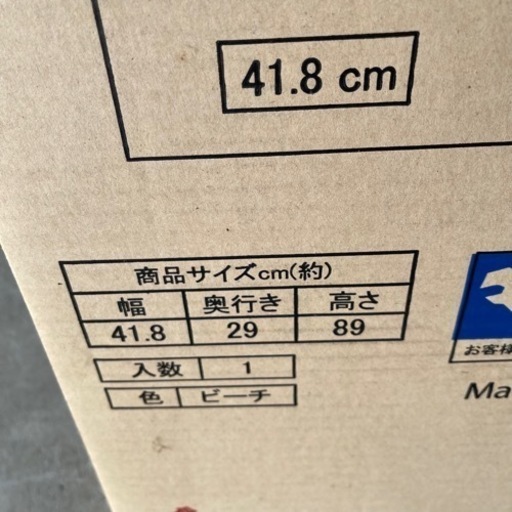 41.8 cm
商品サイズcm(約)
幅 奥行き 高さ
41.8 29 89
入数 1
色 ビーチ
お客様
Ma